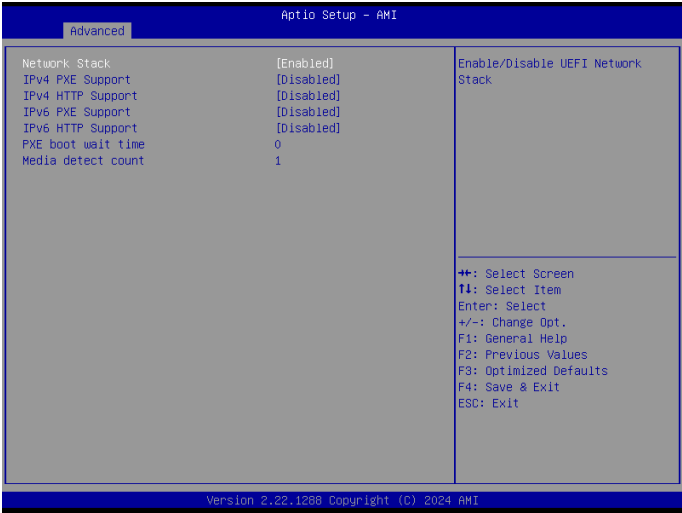 Aptio Setup – AMI
Advanced
Network Stack [Enabled]
IPv4 PXE Support [Disabled]
IPv4 HTTP Support [Disabled]
IPv6 PXE Support [Disabled]
IPv6 HTTP Support [Disabled]
PXE boot wait time 0
Media detect count 1
Enable/Disable UEFI Network
Stack
→←: Select Screen
↑↓: Select Item
Enter: Select
+/-: Change Opt.
F1: General Help
F2: Previous Values
F3: Optimized Defaults
F4: Save & Exit
ESC: Exit
Version 2.22.1288 Copyright (C) 2024 AMI